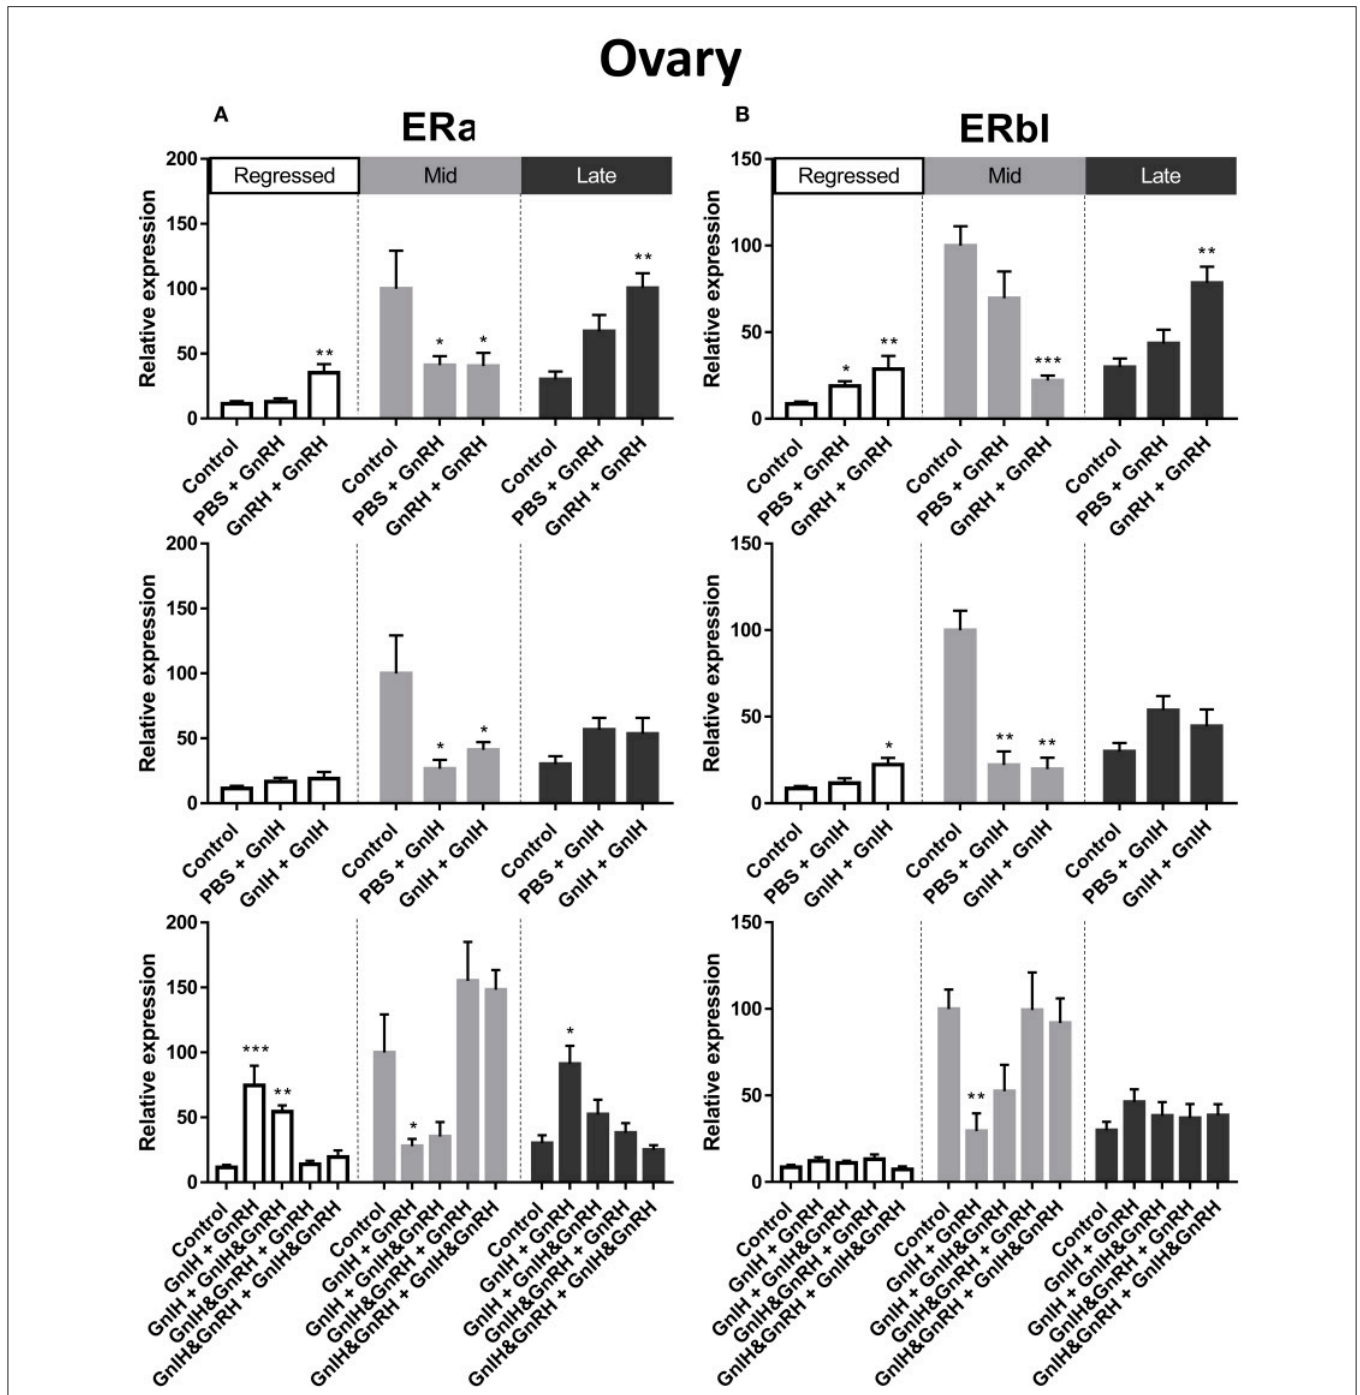 Ovary
A
ERa
200
150
100
50
0
Relative expression
Regressed
Mid
Late
**
*
*
**
Control
PBS + GnRH
GnRH + GnRH
Control
PBS + GnRH
GnRH + GnRH
Control
PBS + GnRH
GnRH + GnRH
B
ERbI
150
100
50
0
Relative expression
Regressed
Mid
Late
*
**
***
**
Control
PBS + GnRH
GnRH + GnRH
Control
PBS + GnRH
GnRH + GnRH
Control
PBS + GnRH
GnRH + GnRH
200
150
100
50
0
Relative expression
*
*
Control
PBS + GnIH
GnIH + GnIH
Control
PBS + GnIH
GnIH + GnIH
Control
PBS + GnIH
GnIH + GnIH
150
100
50
0
Relative expression
*
**
**
Control
PBS + GnIH
GnIH + GnIH
Control
PBS + GnIH
GnIH + GnIH
Control
PBS + GnIH
GnIH + GnIH
200
150
100
50
0
Relative expression
***
**
*
*
Control
GnIH + GnRH
GnIH + GnIH&GnRH
GnIH&GnRH + GnRH
GnIH&GnRH + GnIH&GnRH
Control
GnIH + GnRH
GnIH + GnIH&GnRH
GnIH&GnRH + GnRH
GnIH&GnRH + GnIH&GnRH
Control
GnIH + GnRH
GnIH + GnIH&GnRH
GnIH&GnRH + GnRH
GnIH&GnRH + GnIH&GnRH
150
100
50
0
Relative expression
**
Control
GnIH + GnRH
GnIH + GnIH&GnRH
GnIH&GnRH + GnRH
GnIH&GnRH + GnIH&GnRH
Control
GnIH + GnRH
GnIH + GnIH&GnRH
GnIH&GnRH + GnRH
GnIH&GnRH + GnIH&GnRH
Control
GnIH + GnRH
GnIH + GnIH&GnRH
GnIH&GnRH + GnRH
GnIH&GnRH + GnIH&GnRH